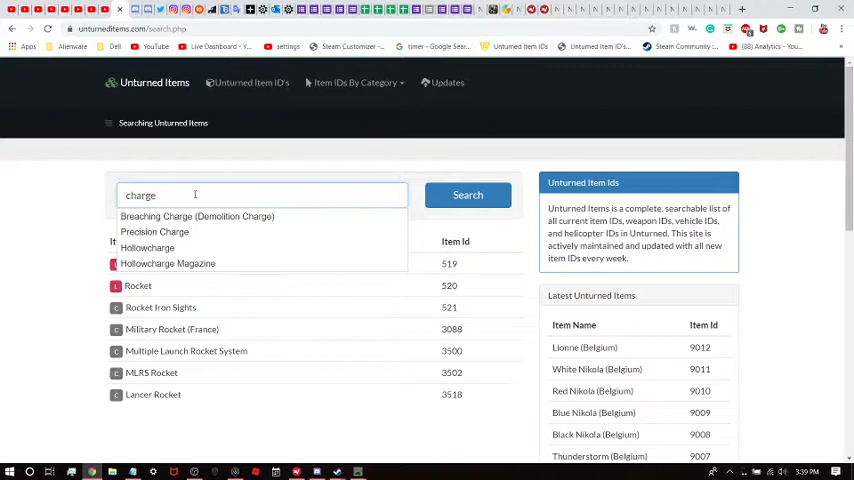 unturneditems.com/search.php
Apps
Alienware
YouTube
Live Dashboard - Y...
settings
Steam Customizer -...
timer - Google Sear...
Unturned Item IDs
Unturned Item ID's...
Steam Community :...
(88) Analytics - You...
Unturned Items
Unturned Item ID's
Item IDs By Category
Updates
Searching Unturned Items
charge
Search
Breaching Charge (Demolition Charge)
Precision Charge
Hollowcharge
Hollowcharge Magazine
Item Id
519
L Rocket 520
C Rocket Iron Sights 521
C Military Rocket (France) 3088
C Multiple Launch Rocket System 3500
C MLRS Rocket 3502
C Lancer Rocket 3518
Unturned Item Ids
Unturned Items is a complete, searchable list
of all current item IDs, weapon IDs, vehicle IDs,
and helicopter IDs in Unturned. This site is
actively maintained and updated with all new
item IDs every week.
Latest Unturned Items
Item Name Item Id
Lionne (Belgium) 9012
White Nikola (Belgium) 9011
Red Nikola (Belgium) 9010
Blue Nikola (Belgium) 9009
Black Nikola (Belgium) 9008
Thunderstorm (Belgium) 9007
3:39 PM